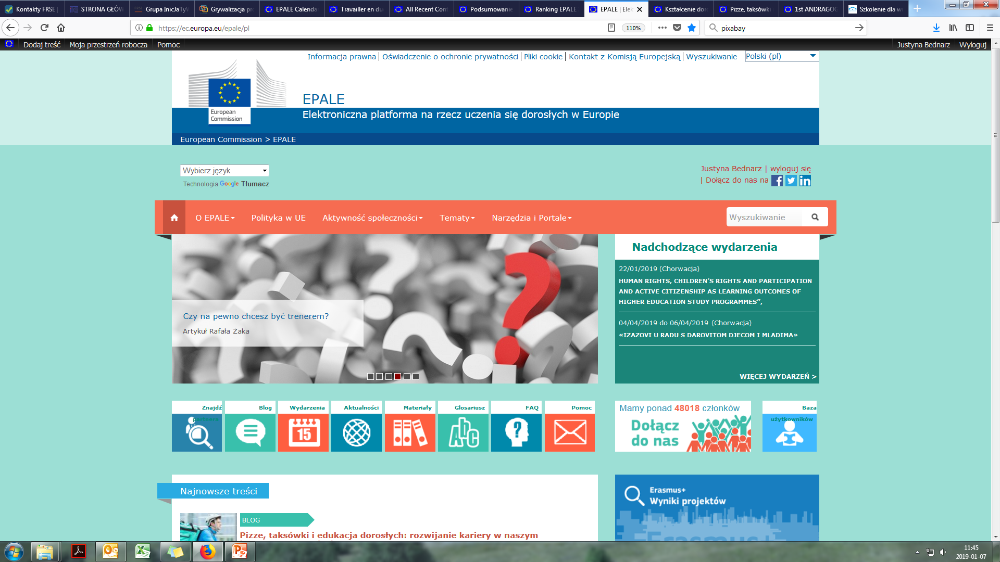 Kontakty FRSE |
STRONA GŁÓW
Grupa InicJaTyW
Grywalizacja pr
EPALE Calenda
Travailler en du
All Recent Cont
Podsumowanie
Ranking EPALE
EPALE | Elek
Kształcenie dor
Pizze, taksówki
1st ANDRAGOG
Szkolenie dla w
https://ec.europa.eu/epale/pl
110%
pixabay
Dodaj treść
Moja przestrzeń robocza
Pomoc
Justyna Bednarz
Wyloguj
Informacja prawna | Oświadczenie o ochronie prywatności | Pliki cookie | Kontakt z Komisją Europejską | Wyszukiwanie
Polski (pl)
European
Commission
EPALE
Elektroniczna platforma na rzecz uczenia się dorosłych w Europie
European Commission > EPALE
Wybierz język
Technologia Google Tłumacz
Justyna Bednarz | wyloguj się
| Dołącz do nas na
O EPALE
Polityka w UE
Aktywność społeczności
Tematy
Narzędzia i Portale
Wyszukiwanie
Czy na pewno chcesz być trenerem?
Artykuł Rafała Żaka
Nadchodzące wydarzenia
22/01/2019 (Chorwacja)
HUMAN RIGHTS, CHILDREN'S RIGHTS AND PARTICIPATION
AND ACTIVE CITIZENSHIP AS LEARNING OUTCOMES OF
HIGHER EDUCATION STUDY PROGRAMMES”,
04/04/2019 do 06/04/2019 (Chorwacja)
«IZAZOVI U RADU S DAROVITOM DJECOM I MLADIMA»
WIĘCEJ WYDARZEŃ >
Znajdź
partnera
Blog
Wydarzenia
15
Aktualności
Materiały
Glosariusz
Abc
FAQ
?
Pomoc
Mamy ponad 48018 członków
Dołącz
do nas
Baza
użytkowników
Najnowsze treści
BLOG
Pizze, taksówki i edukacja dorosłych: rozwijanie kariery w naszym
Erasmus+
Wyniki projektów
Erasmus+
11:45
2019-01-07